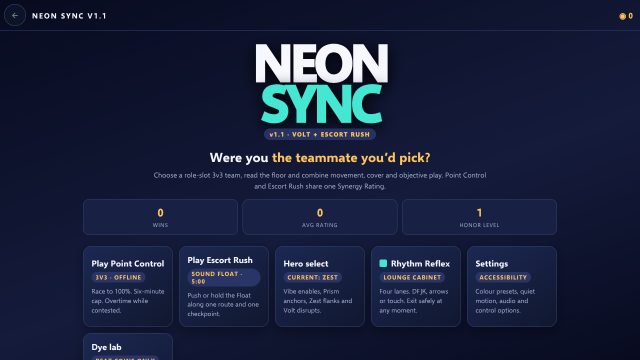 NEON SYNC V1.1
0
NEON
SYNC
v1.1 · VOLT + ESCORT RUSH
Were you the teammate you'd pick?
Choose a role-slot 3v3 team, read the floor and combine movement, cover and objective play. Point Control
and Escort Rush share one Synergy Rating.
0
WINS
0
AVG RATING
1
HONOR LEVEL
Play Point Control
3V3 · OFFLINE
Race to 100%. Six-minute
cap. Overtime while
contested.
Play Escort Rush
SOUND FLOAT ·
5:00
Push or hold the Float
along one route and one
checkpoint.
Hero select
CURRENT: ZEST
Vibe enables, Prism
anchors, Zest flanks and
Volt disrupts.
Rhythm Reflex
LOUNGE CABINET
Four lanes. DFJK, arrows
or touch. Exit safely at
any moment.
Settings
ACCESSIBILITY
Colour presets, quiet
motion, audio and
control options.
Dye lab